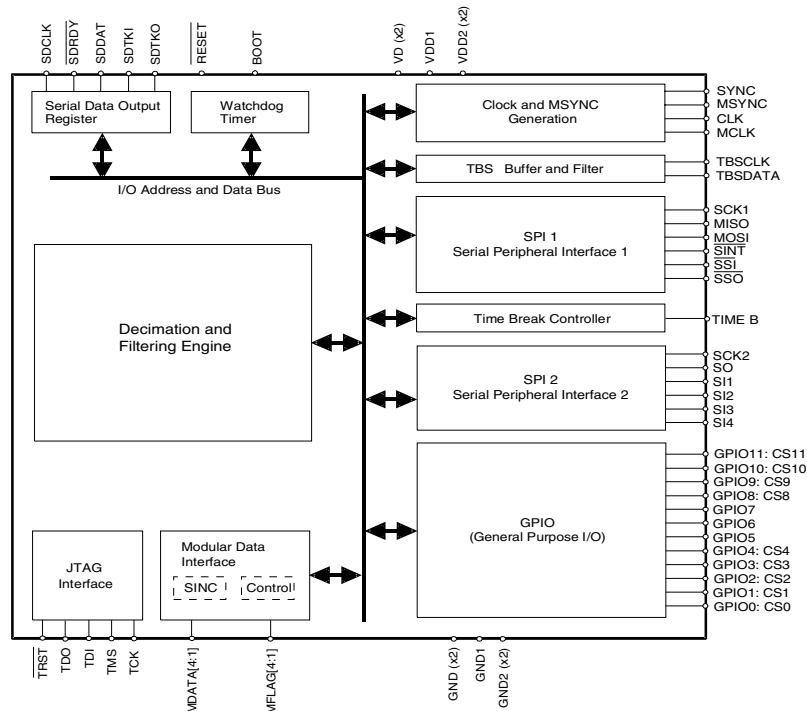 SDCLK
SDRDY
SDDAT
SDTKI
SDTKO
RESET
BOOT
VD (x2)
VDD1
VDD2 (x2)
Serial Data Output
Register
Watchdog
Timer
Clock and MSYNC
Generation
SYNC
MSYNC
CLK
MCLK
TBS Buffer and Filter
TBSCLK
TBSDATA
I/O Address and Data Bus
SPI 1
Serial Peripheral Interface 1
SCK1
MISO
MOSI
SINT
SSI
SSO
Decimation and
Filtering Engine
Time Break Controller
TIME B
SPI 2
Serial Peripheral Interface 2
SCK2
SO
SI1
SI2
SI3
SI4
GPIO
(General Purpose I/O)
GPIO11: CS11
GPIO10: CS10
GPIO9: CS9
GPIO8: CS8
GPIO7
GPIO6
GPIO5
GPIO4: CS4
GPIO3: CS3
GPIO2: CS2
GPIO1: CS1
GPIO0: CS0
JTAG
Interface
Modular Data
Interface
SINC
Control
TRST
TDO
TDI
TMS
TCK
MDATA[4:1]
MFLAG[4:1]
GND (x2)
GND1
GND2 (x2)